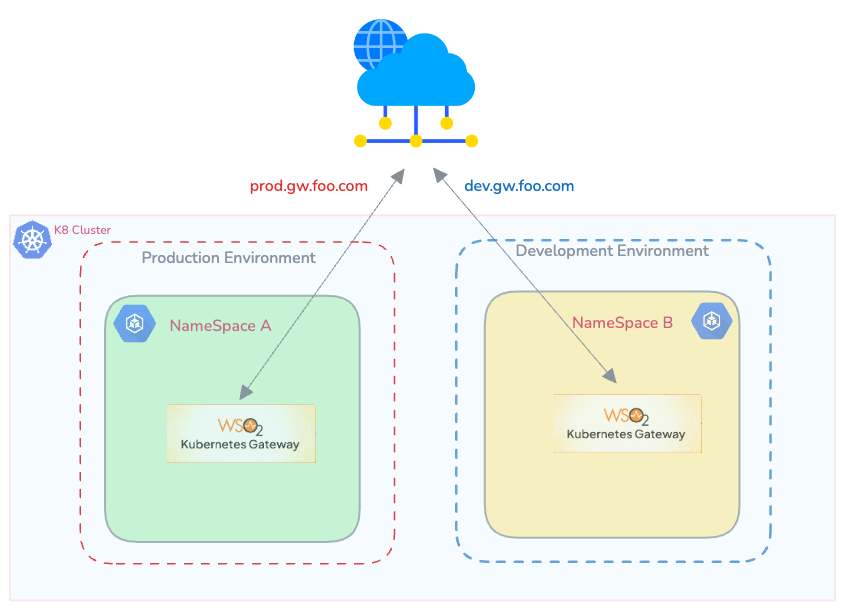 prod.gw.foo.com
dev.gw.foo.com
K8 Cluster
Production Environment
Development Environment
NameSpace A
NameSpace B
WSO2
Kubernetes Gateway
WSO2
Kubernetes Gateway